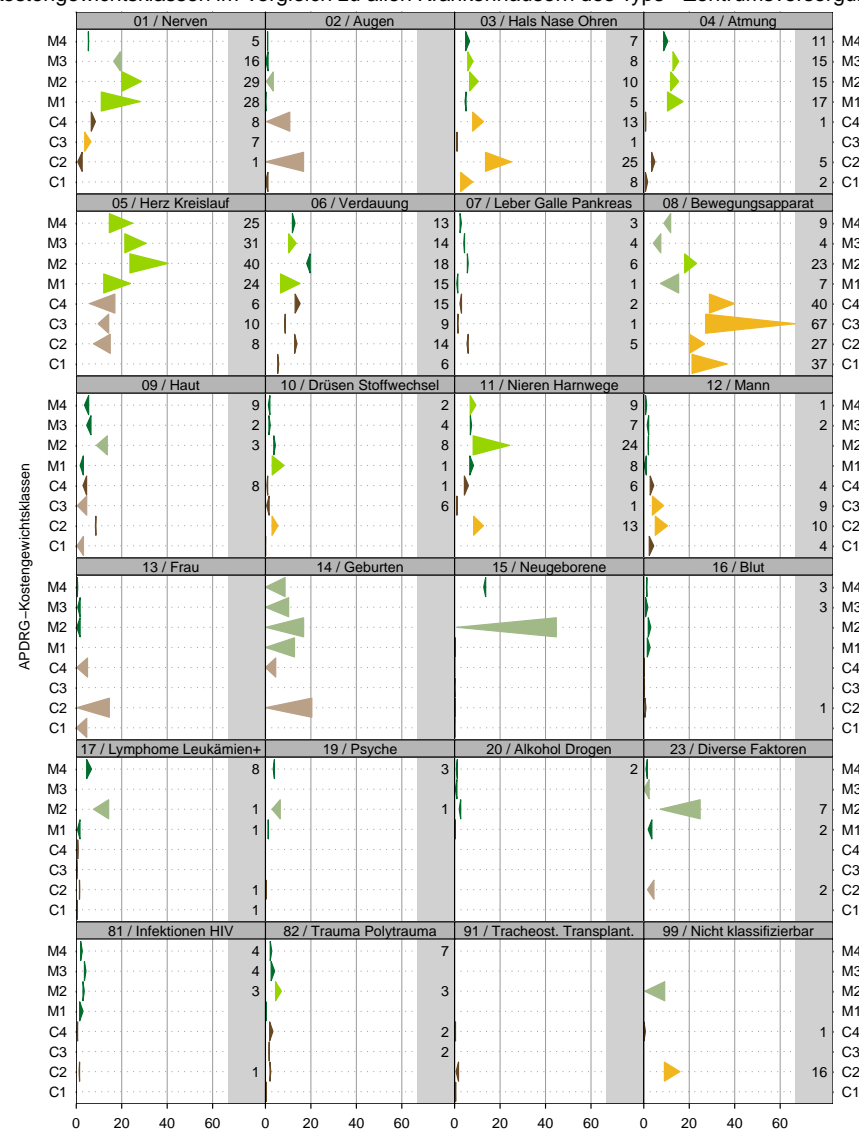 im Vergleich zu allen Krankenhäusern des
01 / Nerven 02 / Augen 03 / Hals Nase Ohren 04 / Atmung
M4 5 7 11 M4
M3 16 8 15 M3
M2 29 10 15 M2
M1 28 5 17 M1
C4 8 13 1 C4
C3 7 1 C3
C2 1 25 5 C2
C1 8 2 C1
05 / Herz Kreislauf 06 / Verdauung 07 / Leber Galle Pankreas 08 / Bewegungsapparat
M4 25 13 3 9 M4
M3 31 14 4 4 M3
M2 40 18 6 23 M2
M1 24 15 1 7 M1
C4 6 15 2 40 C4
C3 10 9 1 67 C3
C2 8 14 5 27 C2
C1 6 37 C1
09 / Haut 10 / Drüsen Stoffwechsel 11 / Nieren Harnwege 12 / Mann
M4 9 2 9 1 M4
M3 2 4 7 2 M3
M2 3 8 24 M2
M1 1 8 M1
C4 8 1 6 4 C4
C3 6 1 9 C3
C2 13 10 C2
C1 4 C1
APDRG−Kostengewichtsklassen
13 / Frau 14 / Geburten 15 / Neugeborene 16 / Blut
M4 3 M4
M3 3 M3
M2 M2
M1 M1
C4 C4
C3 C3
C2 1 C2
C1 C1
17 / Lymphome Leukämien+ 19 / Psyche 20 / Alkohol Drogen 23 / Diverse Faktoren
M4 8 3 2 M4
M3 M3
M2 1 1 7 M2
M1 1 2 M1
C4 C4
C3 C3
C2 1 2 C2
C1 1 C1
81 / Infektionen HIV 82 / Trauma Polytrauma 91 / Tracheost. Transplant. 99 / Nicht klassifizierbar
M4 4 7 M4
M3 4 M3
M2 3 3 M2
M1 M1
C4 2 1 C4
C3 2 C3
C2 1 16 C2
C1 C1
0 20 40 60 0 20 40 60 0 20 40 60 0 20 40 60